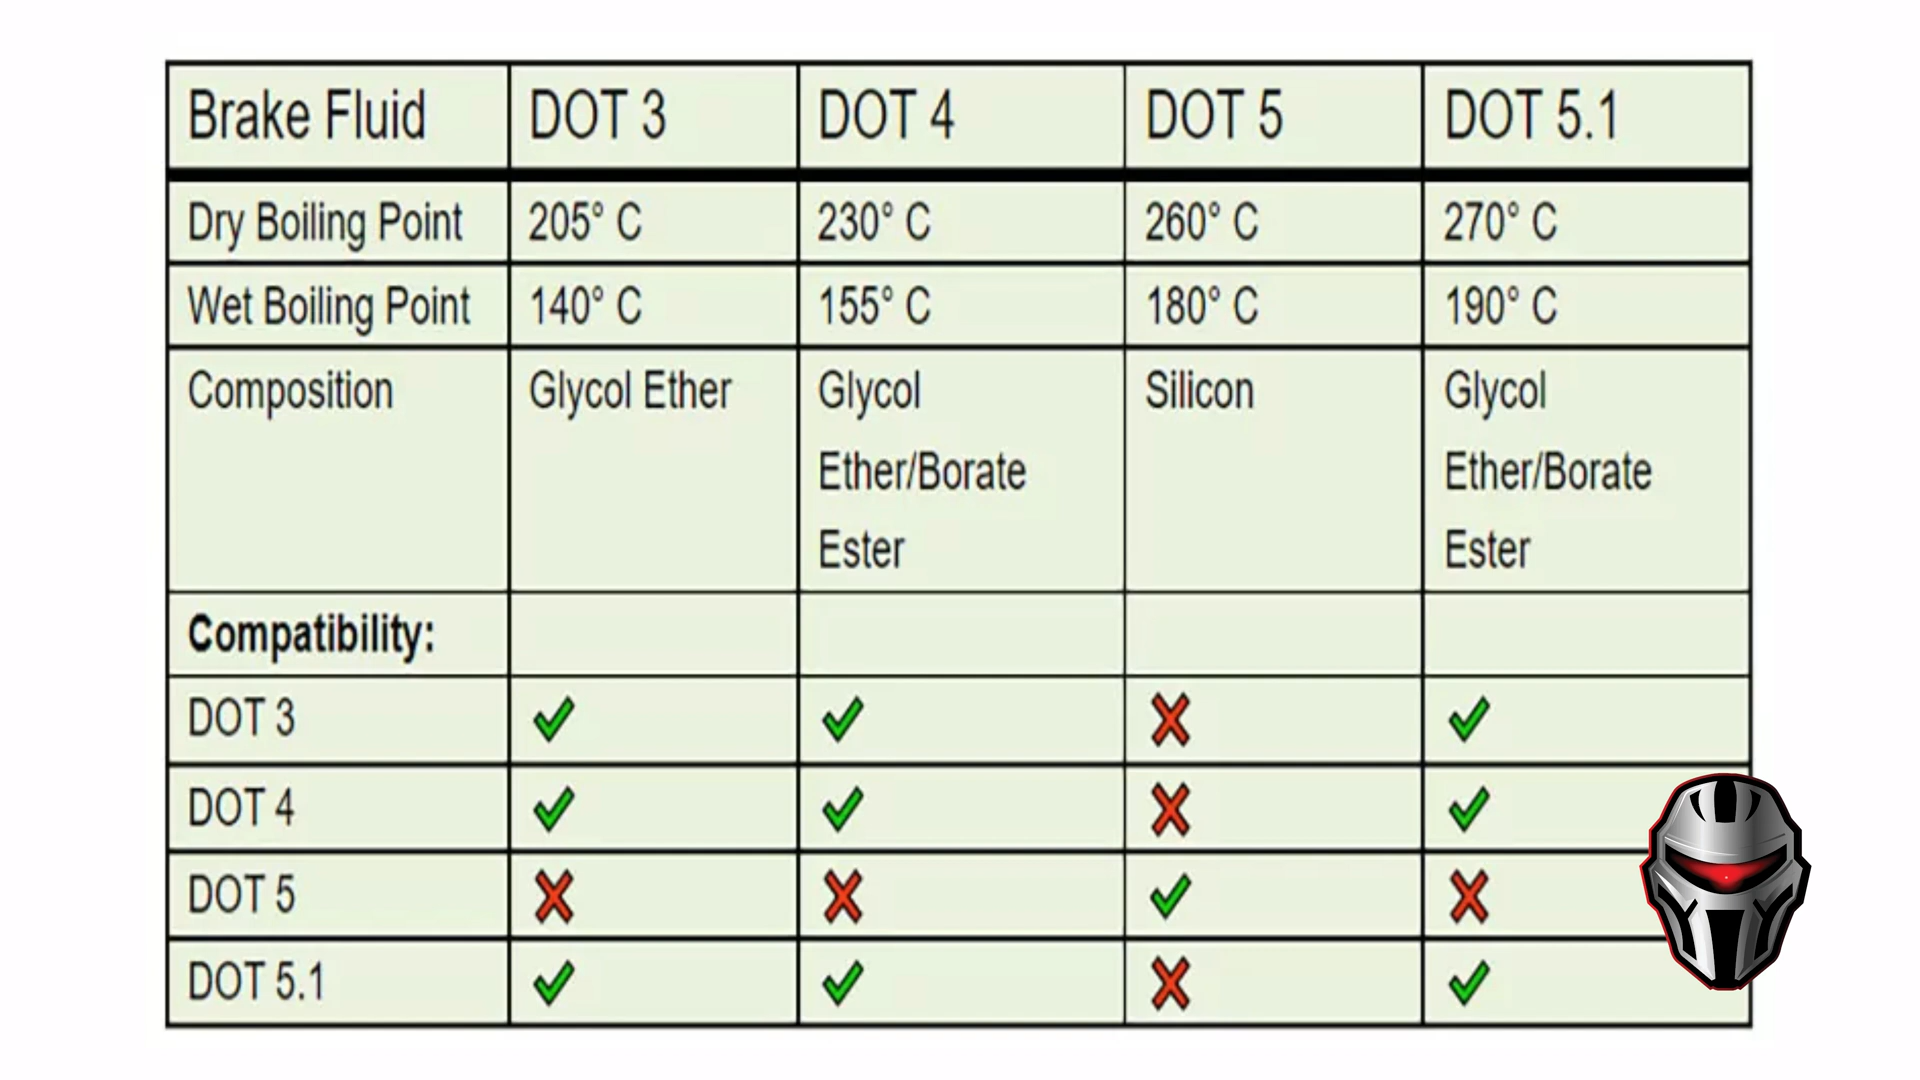 Brake Fluid DOT 3 DOT 4 DOT 5 DOT 5.1
Dry Boiling Point 205° C 230° C 260° C 270° C
Wet Boiling Point 140° C 155° C 180° C 190° C
Composition Glycol Ether Glycol Silicon Glycol
Ether/Borate Ether/Borate
Ester Ester
Compatibility:
DOT 3
DOT 4
DOT 5
DOT 5.1